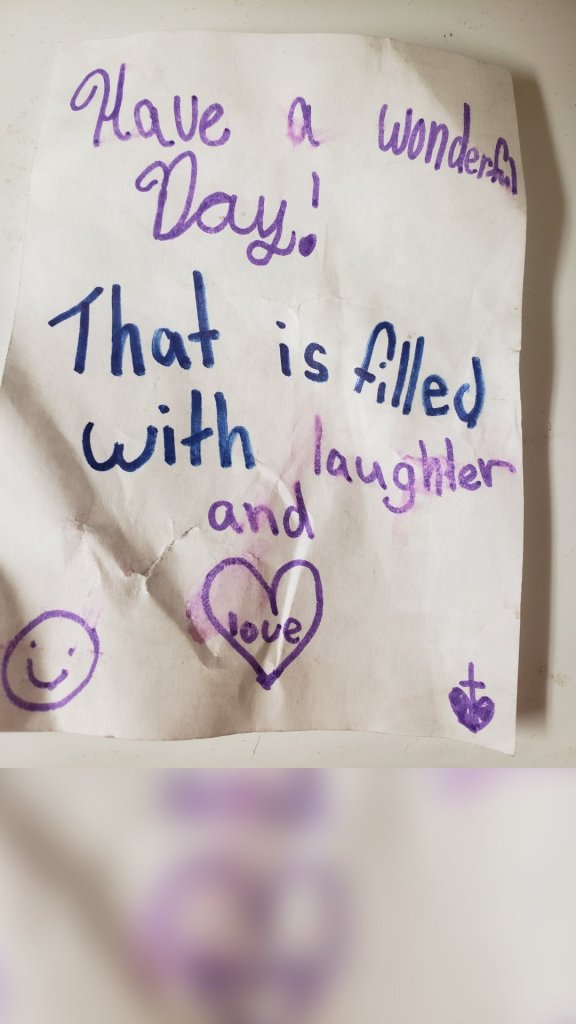 Have a wonderful
Day!
That is filled
with laughter
and
love